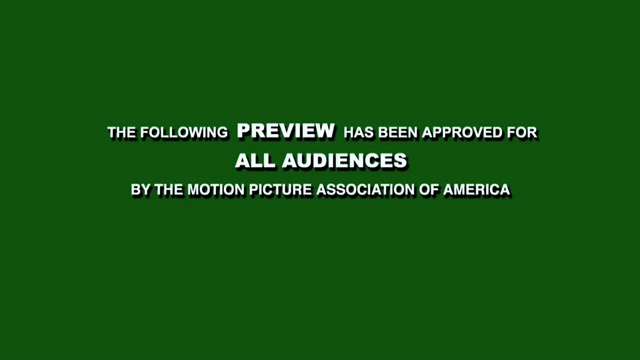 THE FOLLOWING PREVIEW HAS BEEN APPROVED FOR
ALL AUDIENCES
BY THE MOTION PICTURE ASSOCIATION OF AMERICA